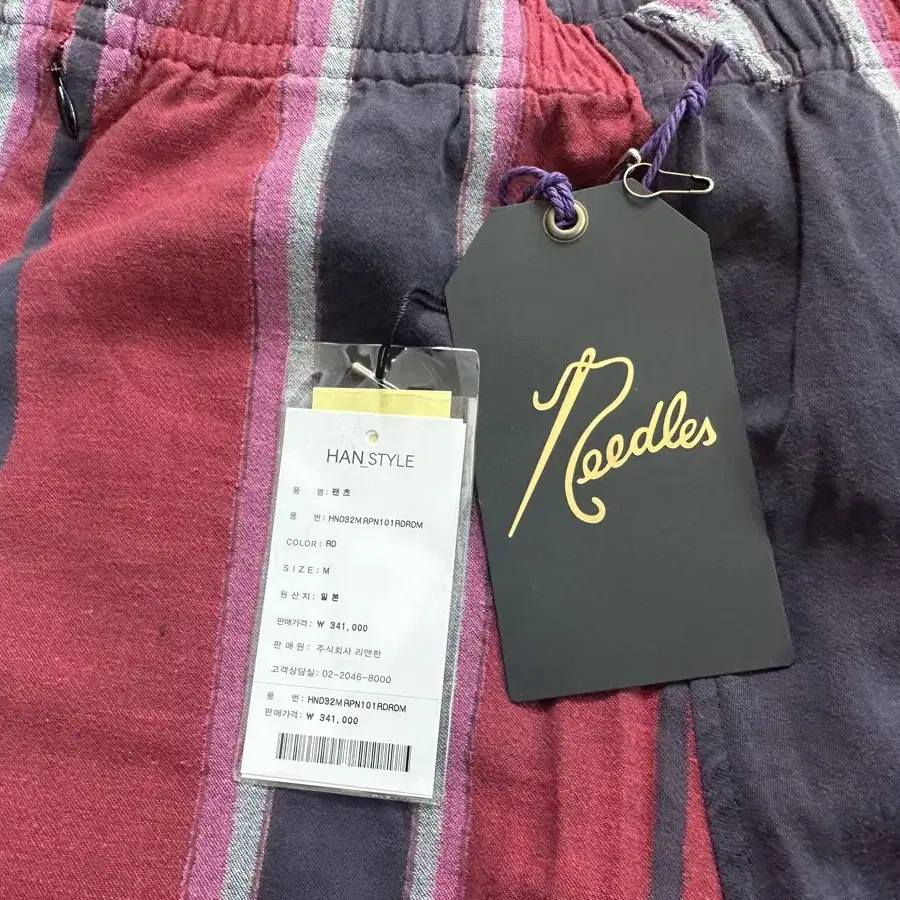 Needles
HAN_STYLE
품 명: 팬 츠
품 번: HND92MRPN101RDRDM
COLOR: RD
SIZE: M
원산지: 일 본
판매가격: ₩ 341,000
판 매 원: 주식회사 리앤한
고객상담실: 02-2046-8000
품 번: HND92MRPN101RDRDM
판매가격: ₩ 341,000